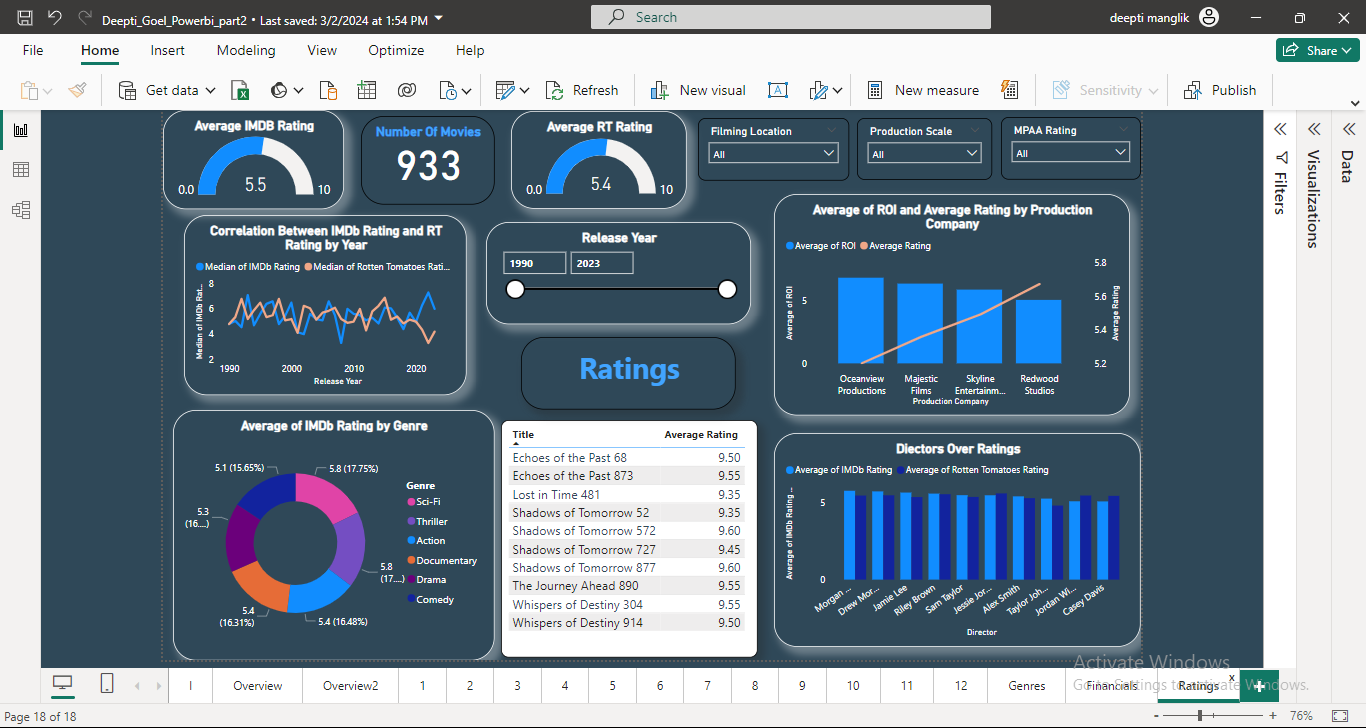 Deepti_Goel_Powerbi_part2 • Last saved: 3/2/2024 at 1:54 PM
Search
deepti manglik
File Home Insert Modeling View Optimize Help
Share
Get data
Refresh
New visual
New measure
Sensitivity
Publish
Average IMDB Rating
0.0 5.5 10
Number Of Movies
933
Average RT Rating
0.0 5.4 10
Filming Location
All
Production Scale
All
MPAA Rating
All
Filters
Visualizations
Data
Correlation Between IMDb Rating and RT
Rating by Year
Median of IMDb Rating Median of Rotten Tomatoes Rati...
Median of IMDb Rat...
8
6
4
2
1990 2000 2010 2020
Release Year
Release Year
1990 2023
Ratings
Average of ROI and Average Rating by Production
Company
Average of ROI Average Rating
Average of ROI
5
0
5.8
5.6
5.4
5.2
Average Rating
Oceanview
Productions
Majestic
Films
Skyline
Entertainm...
Redwood
Studios
Production Company
Average of IMDb Rating by Genre
5.1 (15.65%)
5.8 (17.75%)
5.3
(16....)
5.8
(17....)
5.4
(16.31%)
5.4 (16.48%)
Genre
Sci-Fi
Thriller
Action
Documentary
Drama
Comedy
Title Average Rating
Echoes of the Past 68 9.50
Echoes of the Past 873 9.55
Lost in Time 481 9.35
Shadows of Tomorrow 52 9.35
Shadows of Tomorrow 572 9.60
Shadows of Tomorrow 727 9.45
Shadows of Tomorrow 877 9.60
The Journey Ahead 890 9.55
Whispers of Destiny 304 9.55
Whispers of Destiny 914 9.50
Diectors Over Ratings
Average of IMDb Rating Average of Rotten Tomatoes Rating
Average of IMDb Rating ...
5
0
Morgan ...
Drew Mor...
Jamie Lee
Riley Brown
Sam Taylor
Jessie Jor...
Alex Smith
Taylor Joh...
Jordan Wi...
Casey Davis
Director
Activate Windows
Go to Settings to activate Windows.
I Overview Overview2 1 2 3 4 5 6 7 8 9 10 11 12 Genres Financials Ratings x +
Page 18 of 18
- + 76%